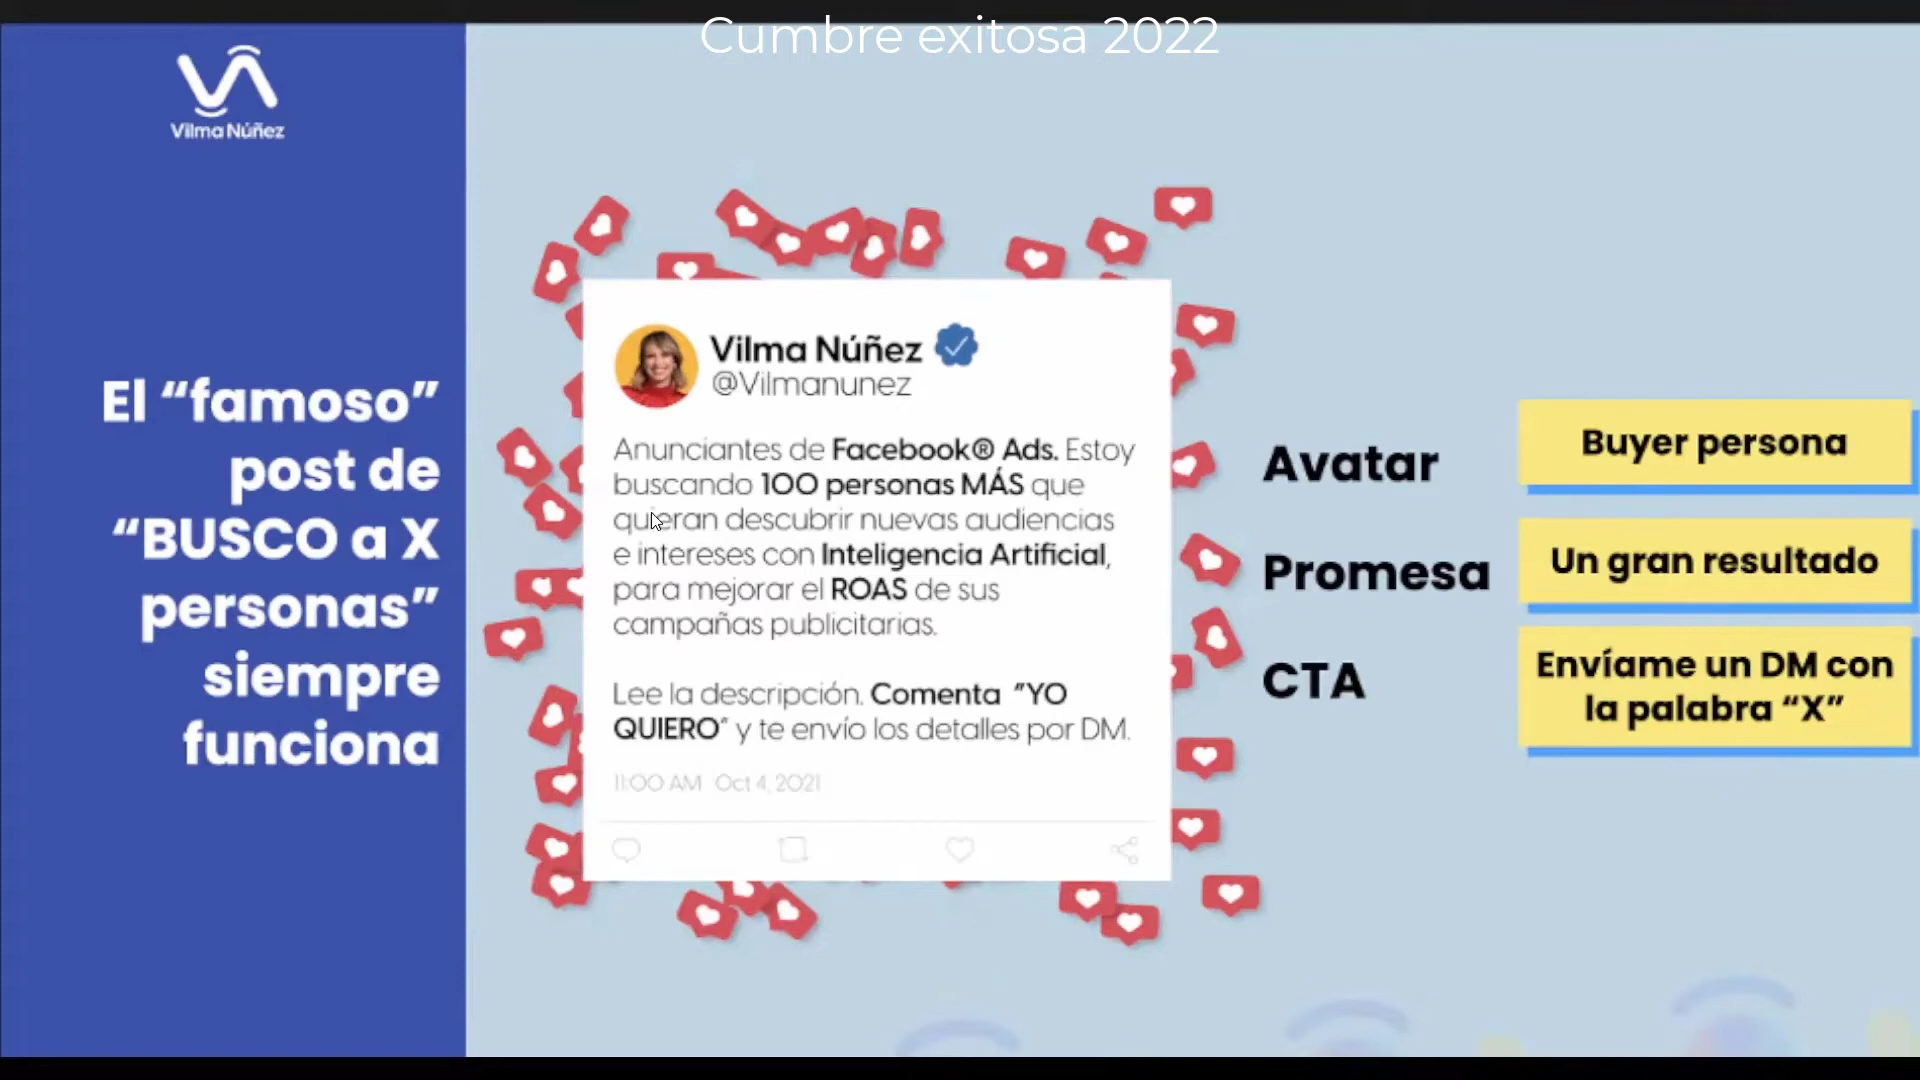 Cumbre exitosa 2022
Vilma Núñez
El “famoso”
post de
“BUSCO a X
personas”
siempre
funciona
Vilma Núñez
@Vilmanunez
Anunciantes de Facebook® Ads. Estoy
buscando 100 personas MÁS que
quieran descubrir nuevas audiencias
e intereses con Inteligencia Artificial,
para mejorar el ROAS de sus
campañas publicitarias.
Lee la descripción. Comenta "YO
QUIERO" y te envío los detalles por DM.
11:00 AM Oct 4, 2021
Avatar
Buyer persona
Promesa
Un gran resultado
CTA
Envíame un DM con
la palabra “X”